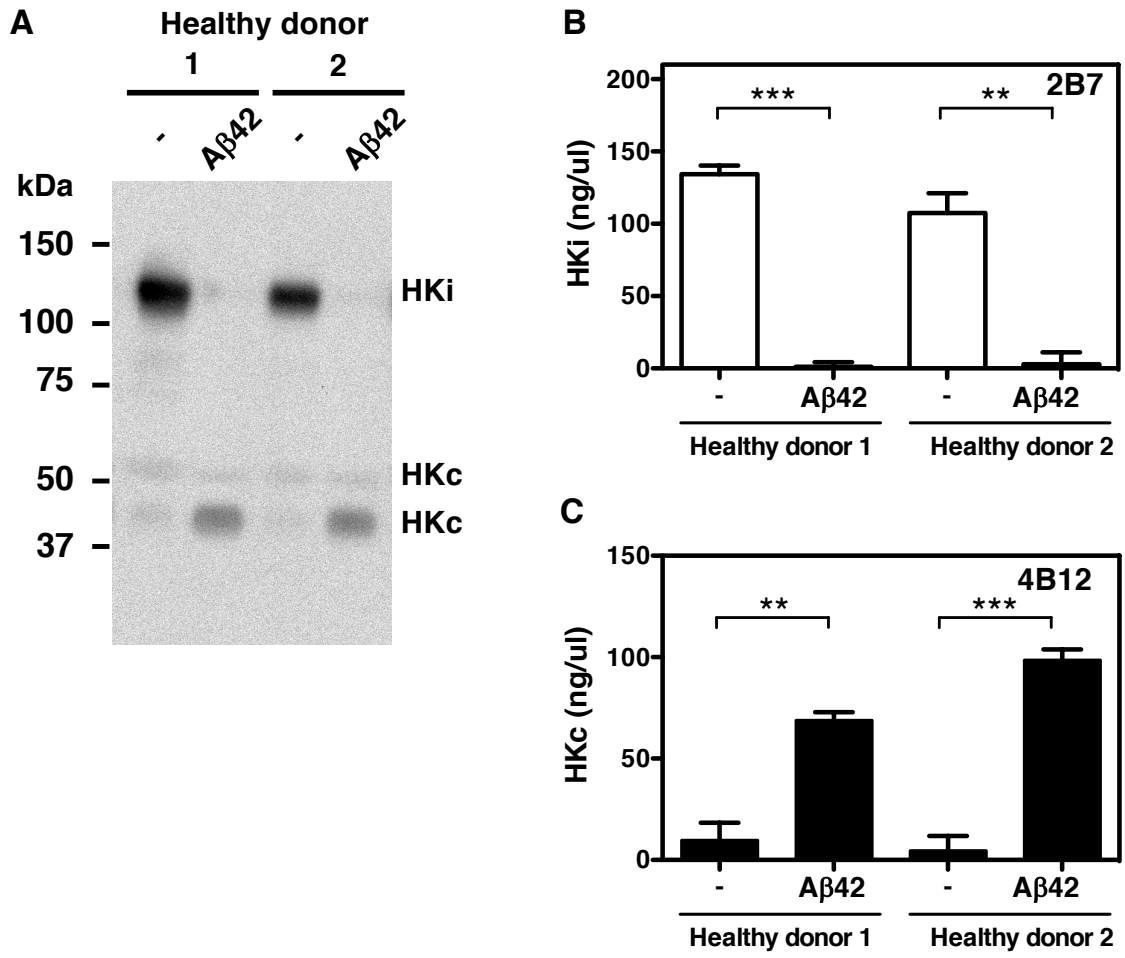 A
Healthy donor
1 2
- Aβ42 - Aβ42
kDa
150
100
75
50
37
HKi
HKc
HKc
B
2B7
HKi (ng/ul)
200
150
100
50
0
*** **
- Aβ42 - Aβ42
Healthy donor 1 Healthy donor 2
C
4B12
HKc (ng/ul)
150
100
50
0
** ***
- Aβ42 - Aβ42
Healthy donor 1 Healthy donor 2